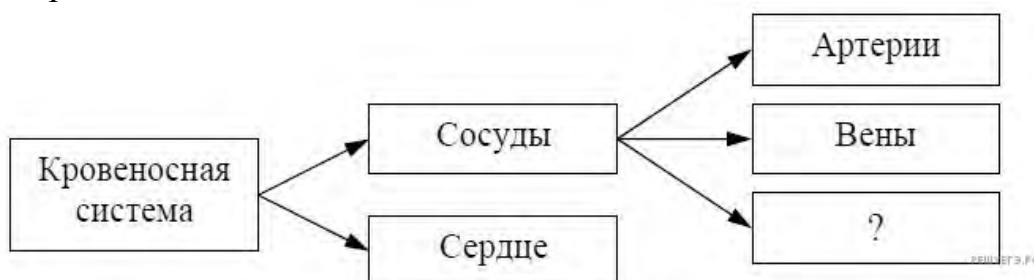 Кровеносная
система
Сосуды
Сердце
Артерии
Вены
?